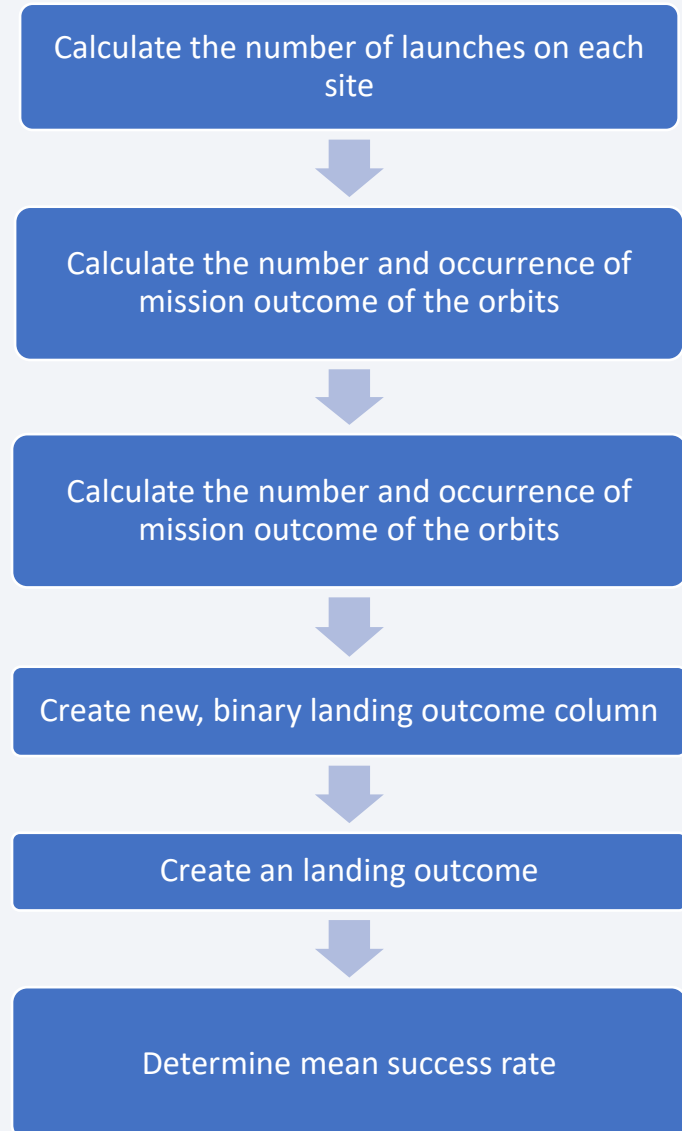 Calculate the number of launches on each
site
Calculate the number and occurrence of
mission outcome of the orbits
Calculate the number and occurrence of
mission outcome of the orbits
Create new, binary landing outcome column
Create an landing outcome
Determine mean success rate